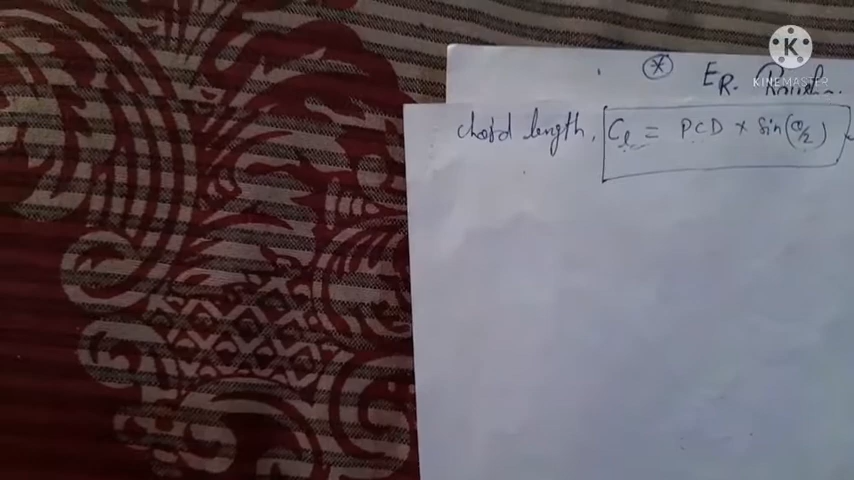 * ER.
K
KINEMASTER
chord length, Cl = PCD × Sin(θ/2)